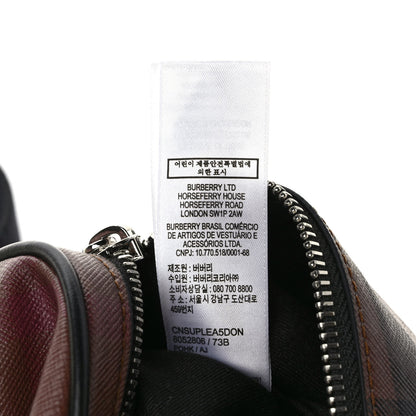 어린이 제품안전특별법에
의한 표시
BURBERRY LTD
HORSEFERRY HOUSE
HORSEFERRY ROAD
LONDON SW1P 2AW
BURBERRY BRASIL COMÉRCIO
DE ARTIGOS DE VESTUÁRIO E
ACESSÓRIOS LTDA.
CNPJ: 10.770.518/0001-68
제조원 : 버버리
수입원 : 버버리코리아㈜
소비자상담실 : 080 700 8800
주소 : 서울시 강남구 도산대로
459번지
CNSUPLEA5DON
8052806 / 73B
POHK / AJ